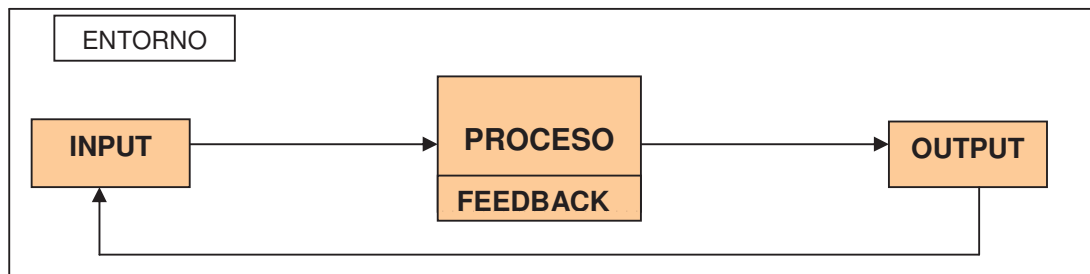 ENTORNO
INPUT
PROCESO
OUTPUT
FEEDBACK